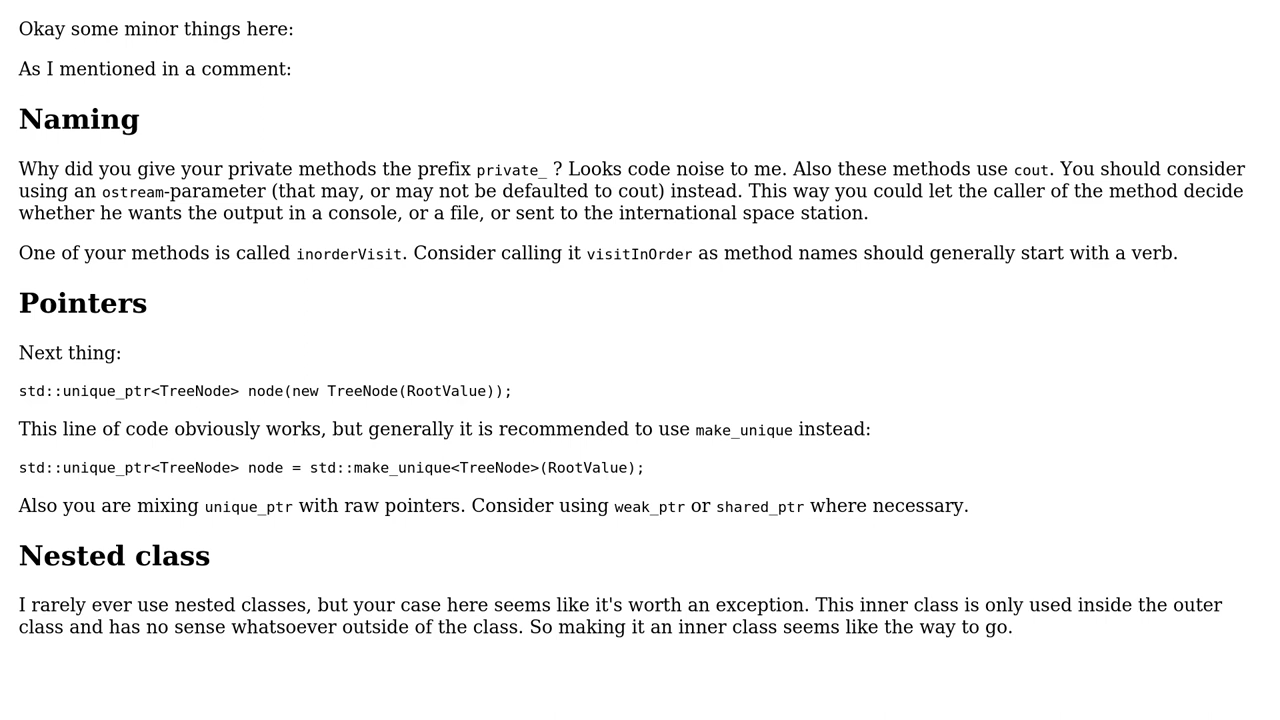 Okay some minor things here:
As I mentioned in a comment:
Naming
Why did you give your private methods the prefix private_ ? Looks code noise to me. Also these methods use cout. You should consider
using an ostream-parameter (that may, or may not be defaulted to cout) instead. This way you could let the caller of the method decide
whether he wants the output in a console, or a file, or sent to the international space station.
One of your methods is called inorderVisit. Consider calling it visitInOrder as method names should generally start with a verb.
Pointers
Next thing:
std::unique_ptr<TreeNode> node(new TreeNode(RootValue));
This line of code obviously works, but generally it is recommended to use make_unique instead:
std::unique_ptr<TreeNode> node = std::make_unique<TreeNode>(RootValue);
Also you are mixing unique_ptr with raw pointers. Consider using weak_ptr or shared_ptr where necessary.
Nested class
I rarely ever use nested classes, but your case here seems like it's worth an exception. This inner class is only used inside the outer
class and has no sense whatsoever outside of the class. So making it an inner class seems like the way to go.